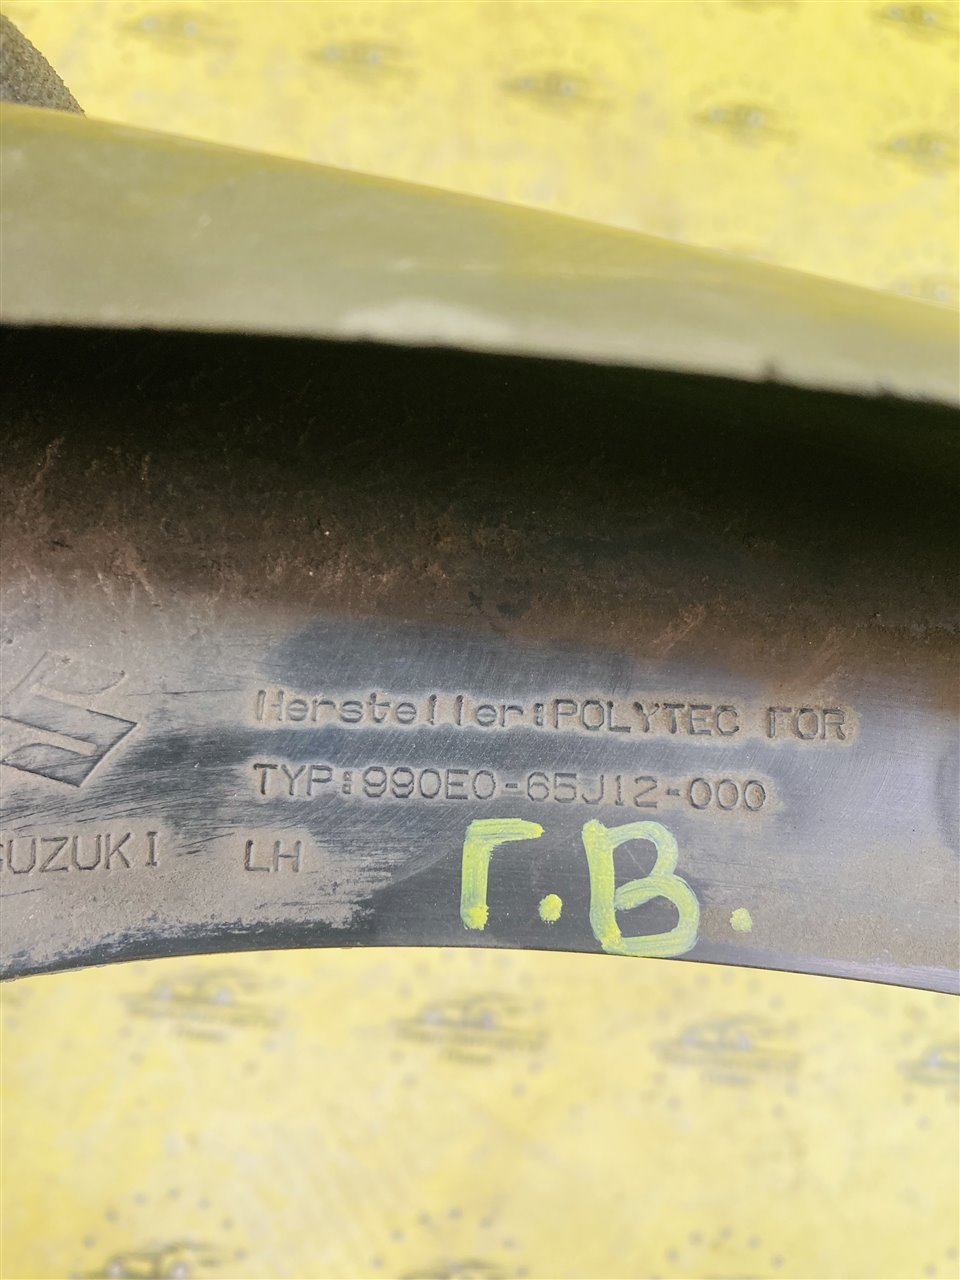 Hersteller:POLYTEC FOR
TYP:990E0-65J12-000
SUZUKI LH
Г.В.